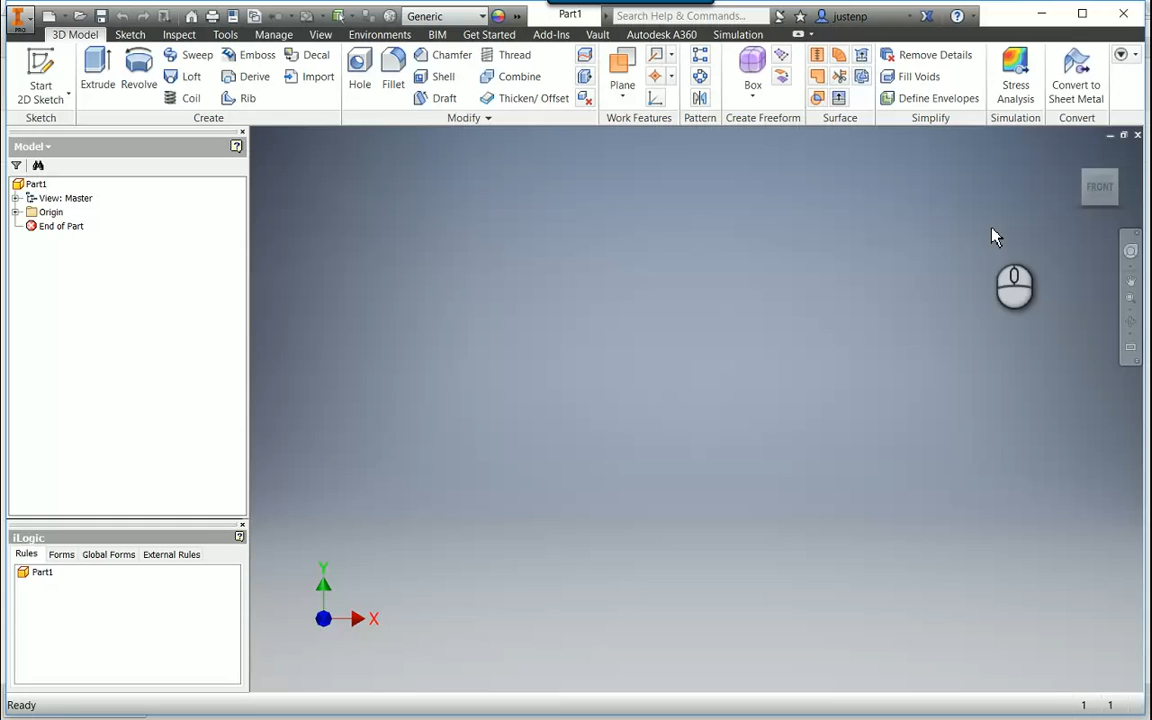 PRO
Generic
Part1
Search Help & Commands...
justenp
3D Model Sketch Inspect Tools Manage View Environments BIM Get Started Add-Ins Vault Autodesk A360 Simulation
Start
2D Sketch
Extrude
Revolve
Sweep
Loft
Coil
Emboss
Derive
Rib
Decal
Import
Hole
Fillet
Chamfer
Shell
Draft
Thread
Combine
Thicken/ Offset
Plane
Box
Remove Details
Fill Voids
Define Envelopes
Stress
Analysis
Convert to
Sheet Metal
Sketch Create Modify Work Features Pattern Create Freeform Surface Simplify Simulation Convert
Model
Part1
View: Master
Origin
End of Part
FRONT
iLogic
Rules Forms Global Forms External Rules
Part1
Y
X
Ready
1 1